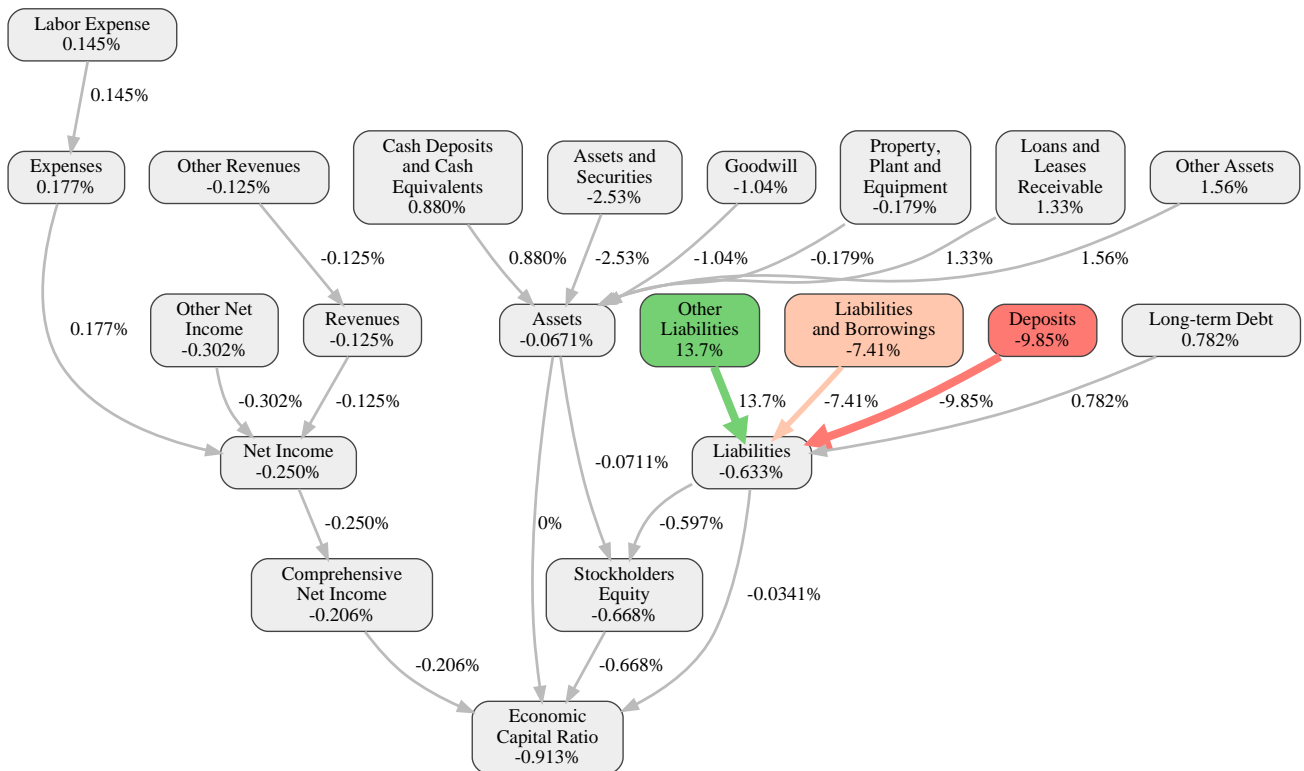 Labor Expense
0.145%
0.145%
Expenses
0.177%
Other Revenues
-0.125%
Cash Deposits
and Cash
Equivalents
0.880%
Assets and
Securities
-2.53%
Goodwill
-1.04%
Property,
Plant and
Equipment
-0.179%
Loans and
Leases
Receivable
1.33%
Other Assets
1.56%
-0.125%
0.880%
-2.53%
-1.04%
-0.179%
1.33%
1.56%
0.177%
Other Net
Income
-0.302%
Revenues
-0.125%
Assets
-0.0671%
Other
Liabilities
13.7%
Liabilities
and Borrowings
-7.41%
Deposits
-9.85%
Long-term Debt
0.782%
-0.302%
-0.125%
13.7%
-7.41%
-9.85%
0.782%
Net Income
-0.250%
-0.0711%
Liabilities
-0.633%
-0.250%
0%
-0.597%
Comprehensive
Net Income
-0.206%
Stockholders
Equity
-0.668%
-0.0341%
-0.206%
-0.668%
Economic
Capital Ratio
-0.913%